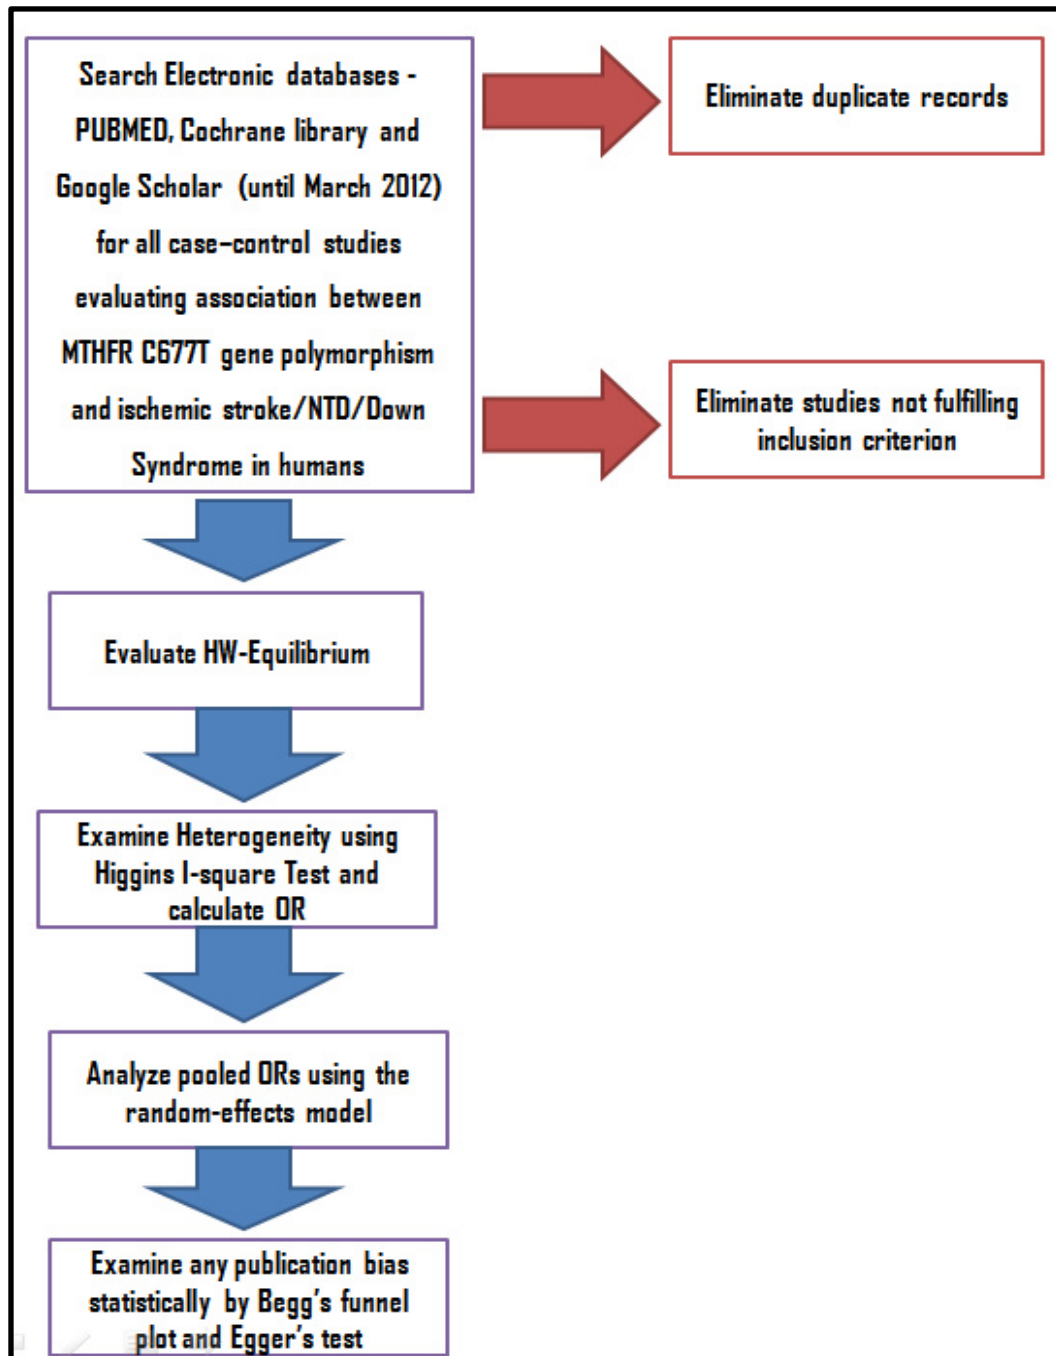 Search Electronic databases -
PUBMED, Cochrane library and
Google Scholar (until March 2012)
for all case–control studies
evaluating association between
MTHFR C677T gene polymorphism
and ischemic stroke/NTD/Down
Syndrome in humans
Eliminate duplicate records
Eliminate studies not fulfilling
inclusion criterion
Evaluate HW-Equilibrium
Examine Heterogeneity using
Higgins I-square Test and
calculate OR
Analyze pooled ORs using the
random-effects model
Examine any publication bias
statistically by Begg's funnel
plot and Egger's test